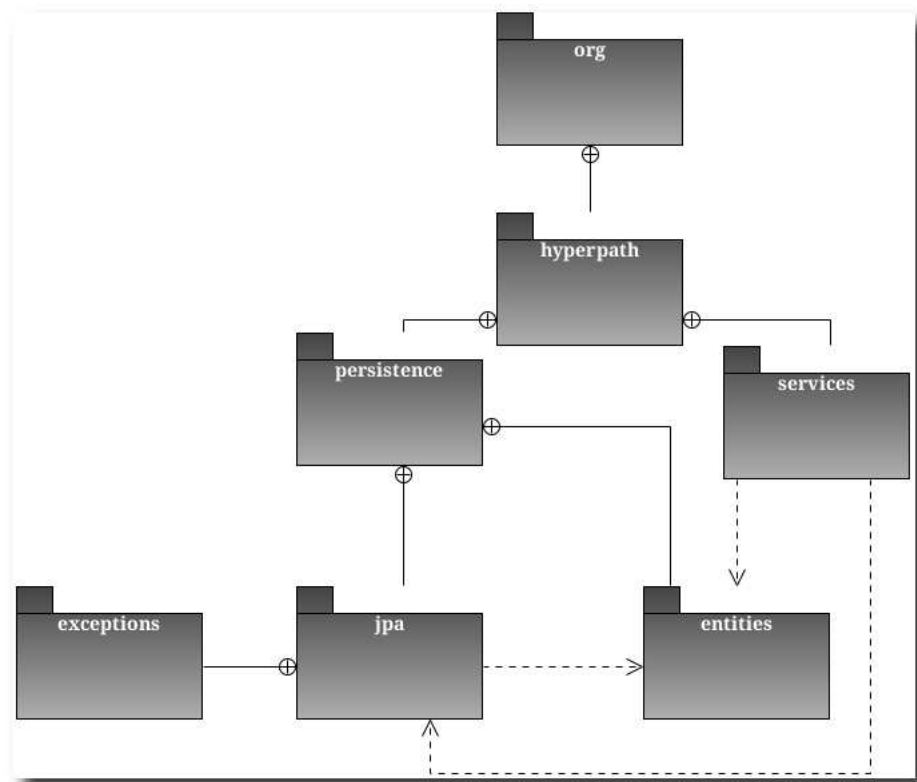 org
hyperpath
persistence
services
exceptions
jpa
entities